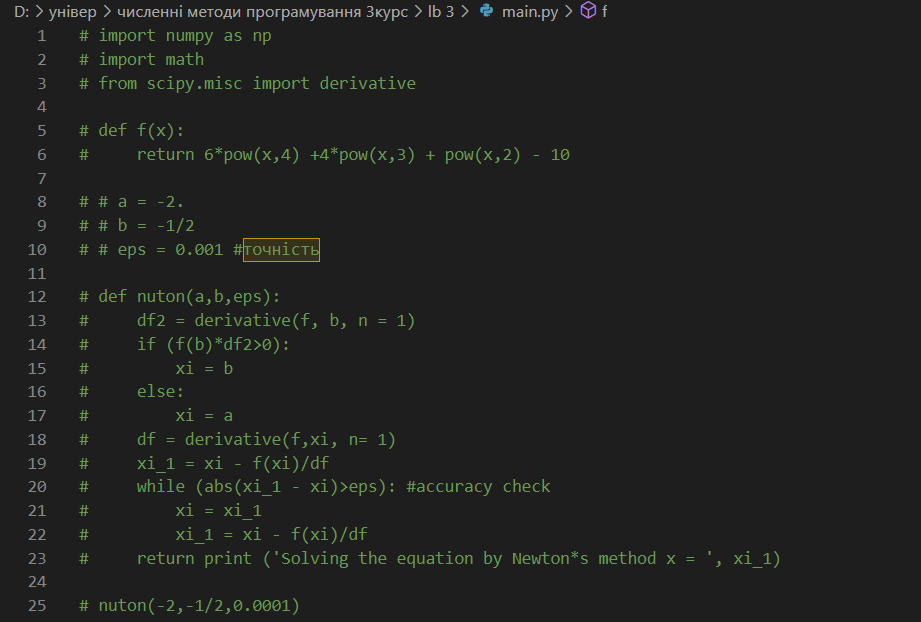 D: > універ > численні методи програмування 3курс > lb 3 > main.py > f
1 # import numpy as np
2 # import math
3 # from scipy.misc import derivative
4
5 # def f(x):
6 #     return 6*pow(x,4) +4*pow(x,3) + pow(x,2) - 10
7
8 # # a = -2.
9 # # b = -1/2
10 # # eps = 0.001 #точність
11
12 # def nuton(a,b,eps):
13 #     df2 = derivative(f, b, n = 1)
14 #     if (f(b)*df2>0):
15 #         xi = b
16 #     else:
17 #         xi = a
18 #     df = derivative(f,xi, n= 1)
19 #     xi_1 = xi - f(xi)/df
20 #     while (abs(xi_1 - xi)>eps): #accuracy check
21 #         xi = xi_1
22 #         xi_1 = xi - f(xi)/df
23 #     return print ('Solving the equation by Newton*s method x = ', xi_1)
24
25 # nuton(-2,-1/2,0.0001)